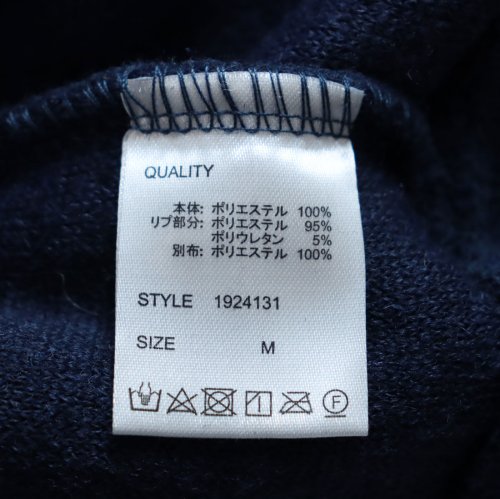 QUALITY
本体: ポリエステル 100%
リブ部分: ポリエステル 95%
ポリウレタン 5%
別布: ポリエステル 100%
STYLE 1924131
SIZE M
F